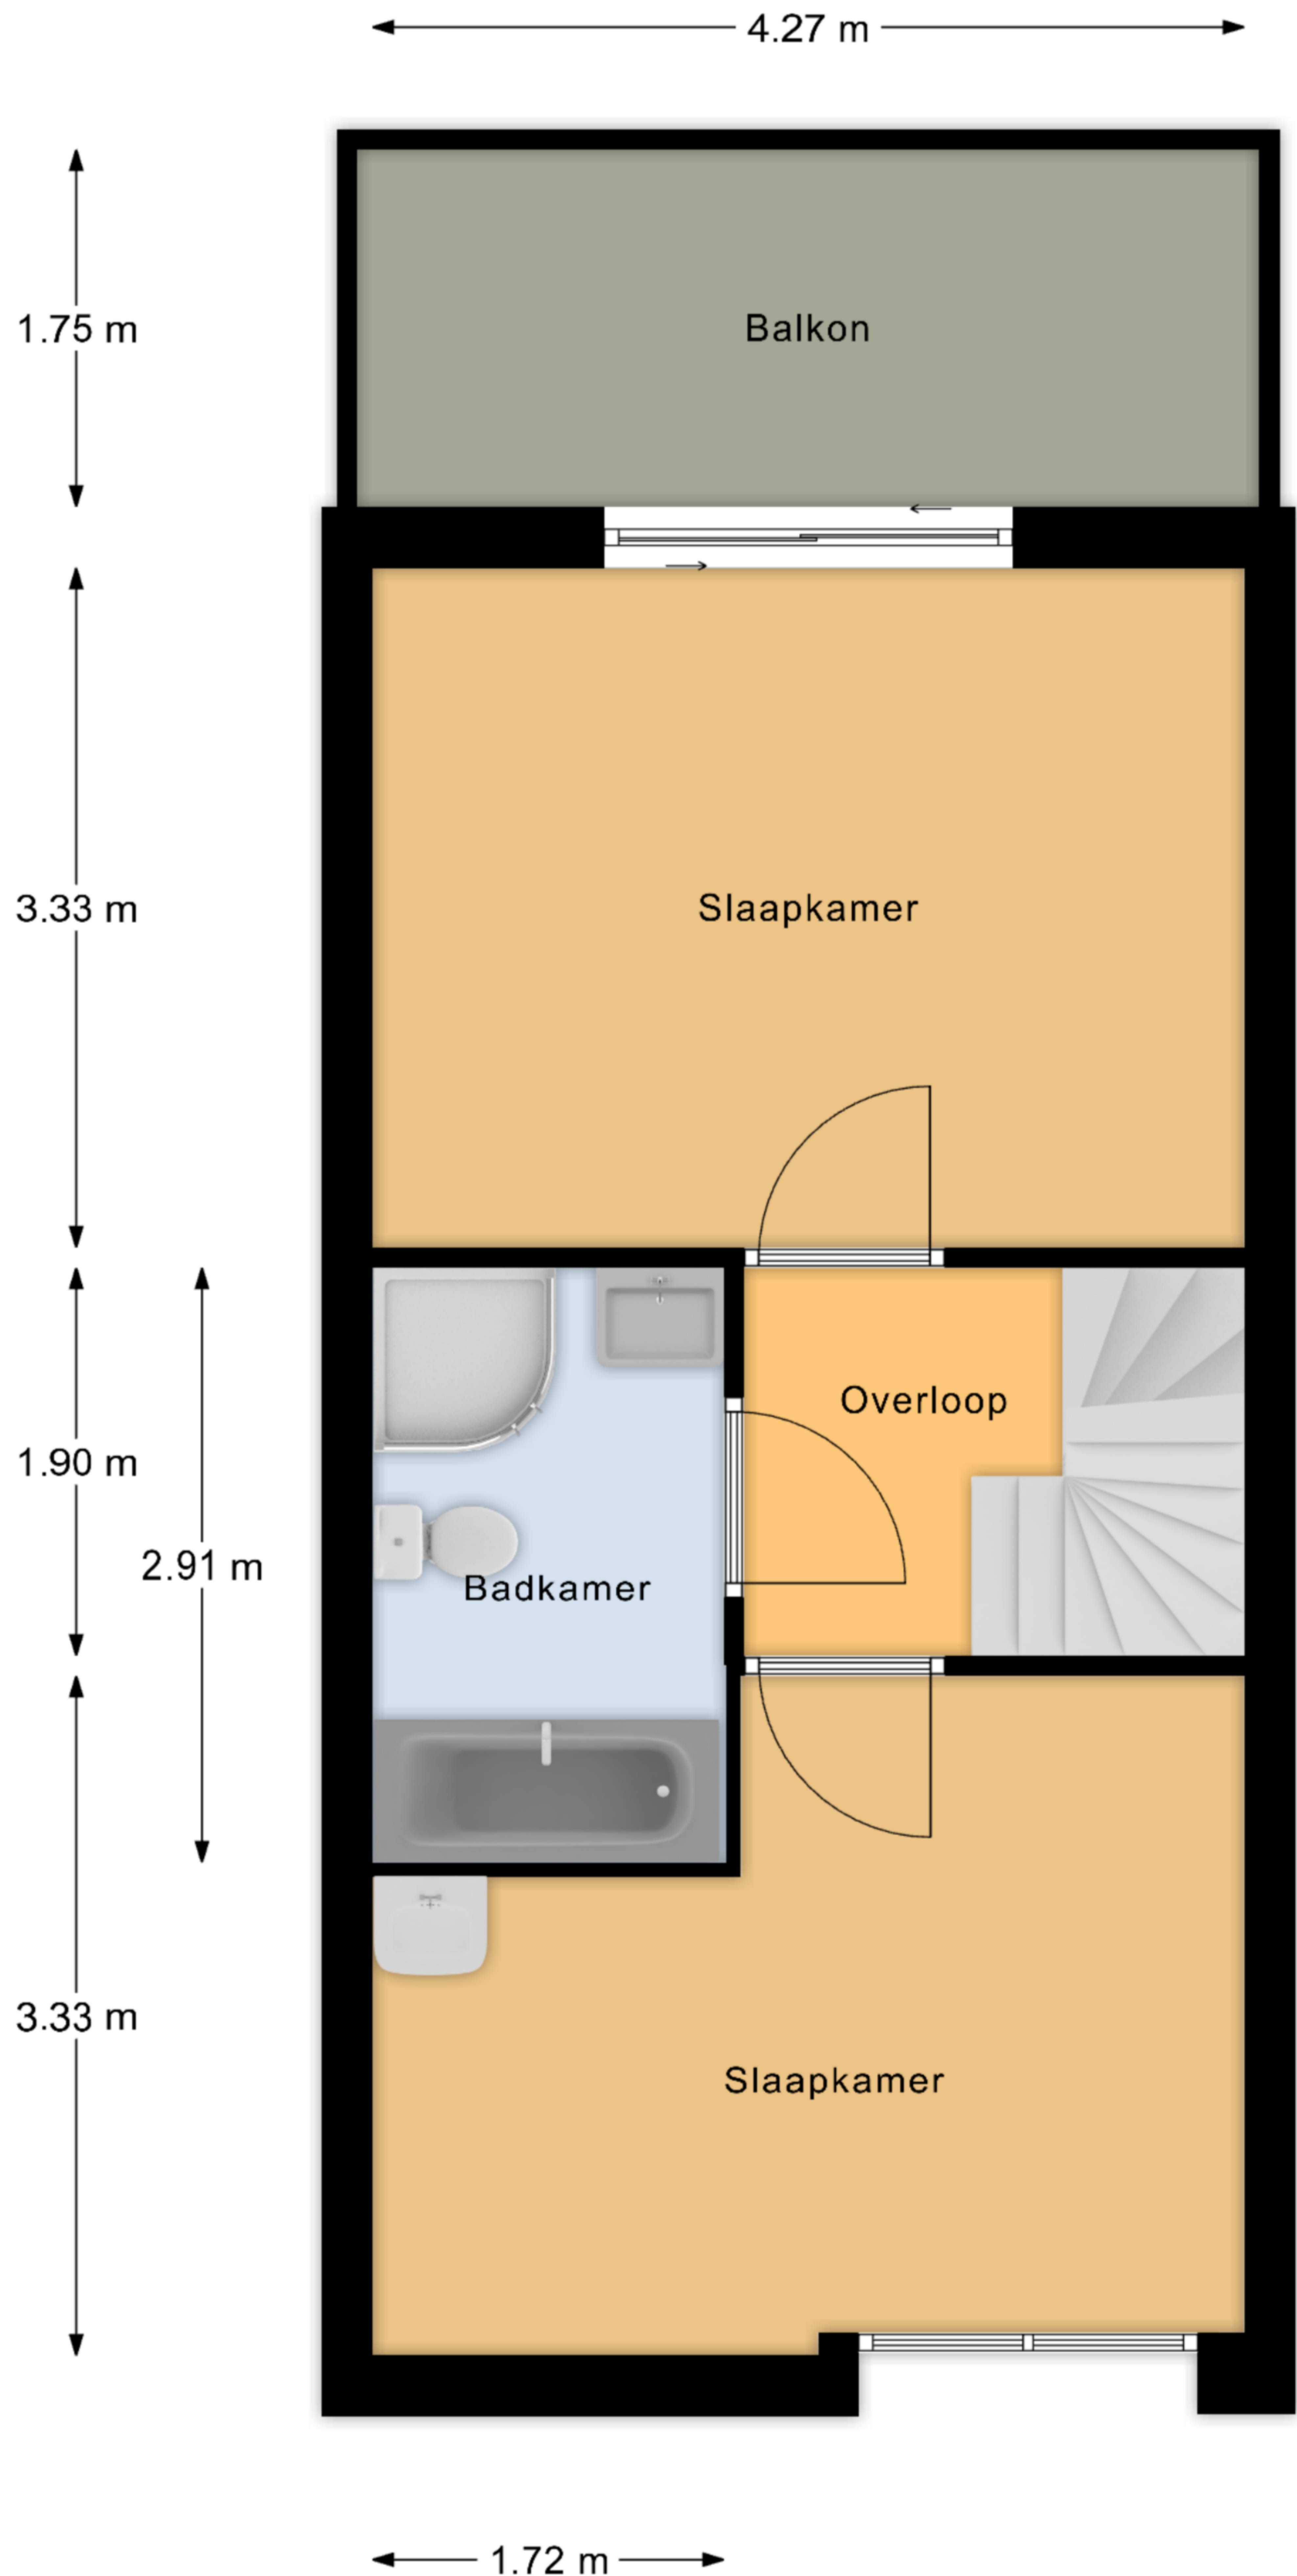 4.27 m
1.75 m
Balkon
3.33 m
Slaapkamer
Overloop
1.90 m
2.91 m
Badkamer
3.33 m
Slaapkamer
1.72 m